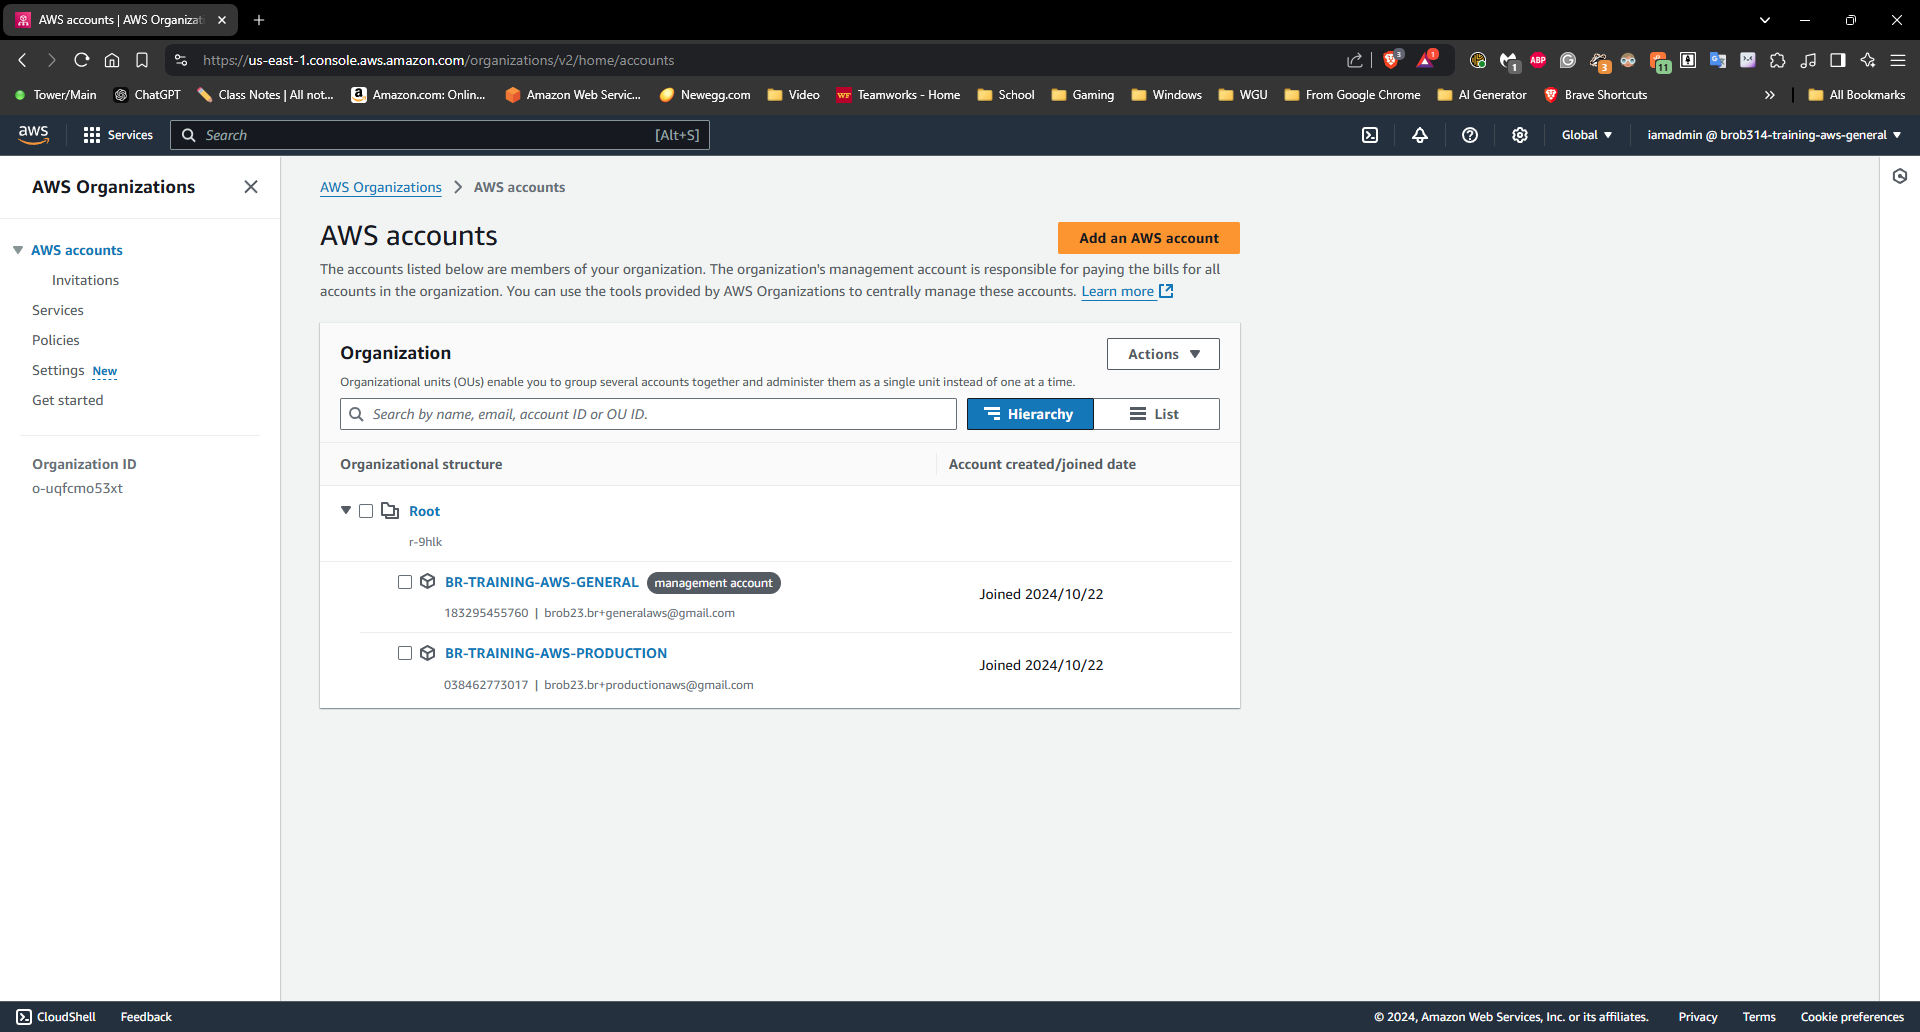 AWS accounts | AWS Organizati
https://us-east-1.console.aws.amazon.com/organizations/v2/home/accounts
3
1
1
ABP
3
11
Tower/Main
ChatGPT
Class Notes | All not...
Amazon.com: Onlin...
Amazon Web Servic...
Newegg.com
Video
Teamworks - Home
School
Gaming
Windows
WGU
From Google Chrome
AI Generator
Brave Shortcuts
All Bookmarks
aws
Services
Search
[Alt+S]
Global
iamadmin @ brob314-training-aws-general
AWS Organizations
AWS accounts
Invitations
Services
Policies
Settings New
Get started
Organization ID
o-uqfcmo53xt
AWS Organizations > AWS accounts
AWS accounts
Add an AWS account
The accounts listed below are members of your organization. The organization's management account is responsible for paying the bills for all
accounts in the organization. You can use the tools provided by AWS Organizations to centrally manage these accounts. Learn more
Organization
Actions
Organizational units (OUs) enable you to group several accounts together and administer them as a single unit instead of one at a time.
Search by name, email, account ID or OU ID.
Hierarchy
List
Organizational structure
Account created/joined date
Root
r-9hlk
BR-TRAINING-AWS-GENERAL management account
Joined 2024/10/22
183295455760 | brob23.br+generalaws@gmail.com
BR-TRAINING-AWS-PRODUCTION
Joined 2024/10/22
038462773017 | brob23.br+productionaws@gmail.com
CloudShell
Feedback
© 2024, Amazon Web Services, Inc. or its affiliates.
Privacy
Terms
Cookie preferences